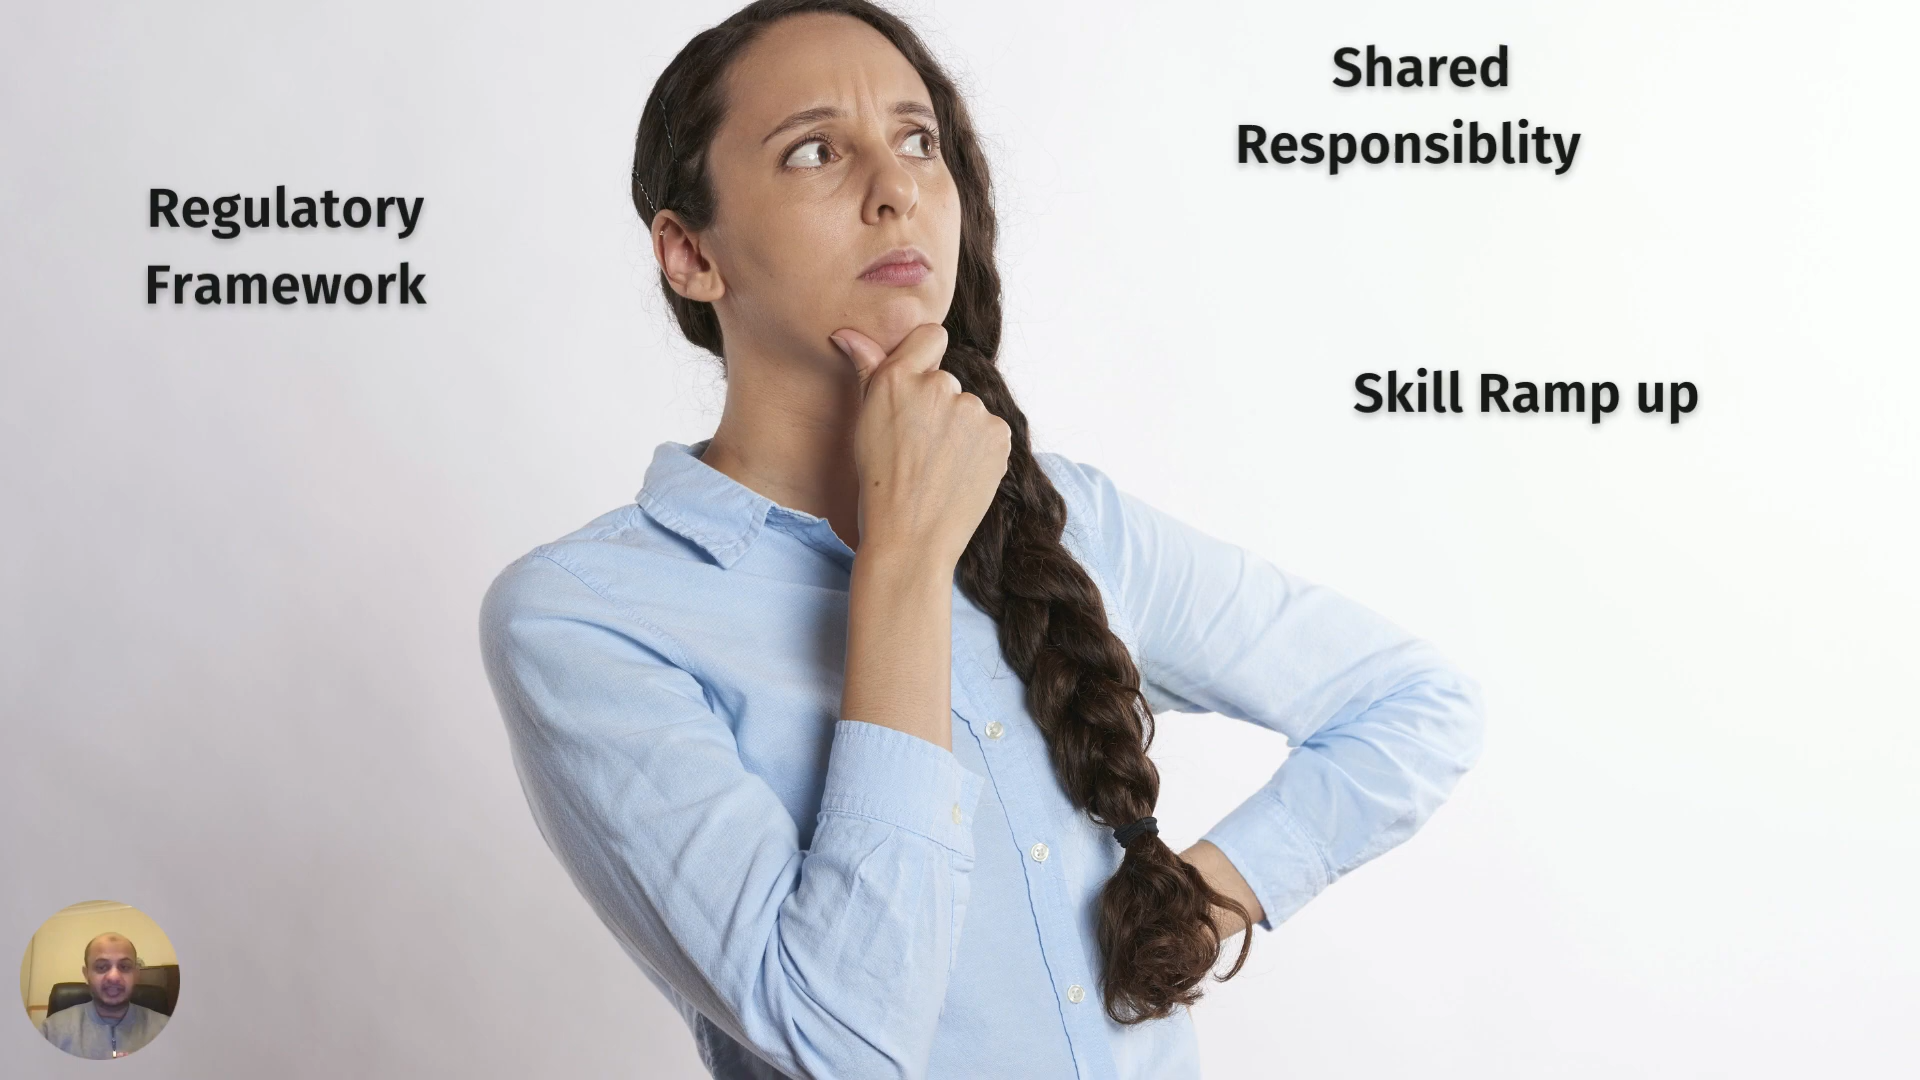 Regulatory
Framework
Shared
Responsiblity
Skill Ramp up